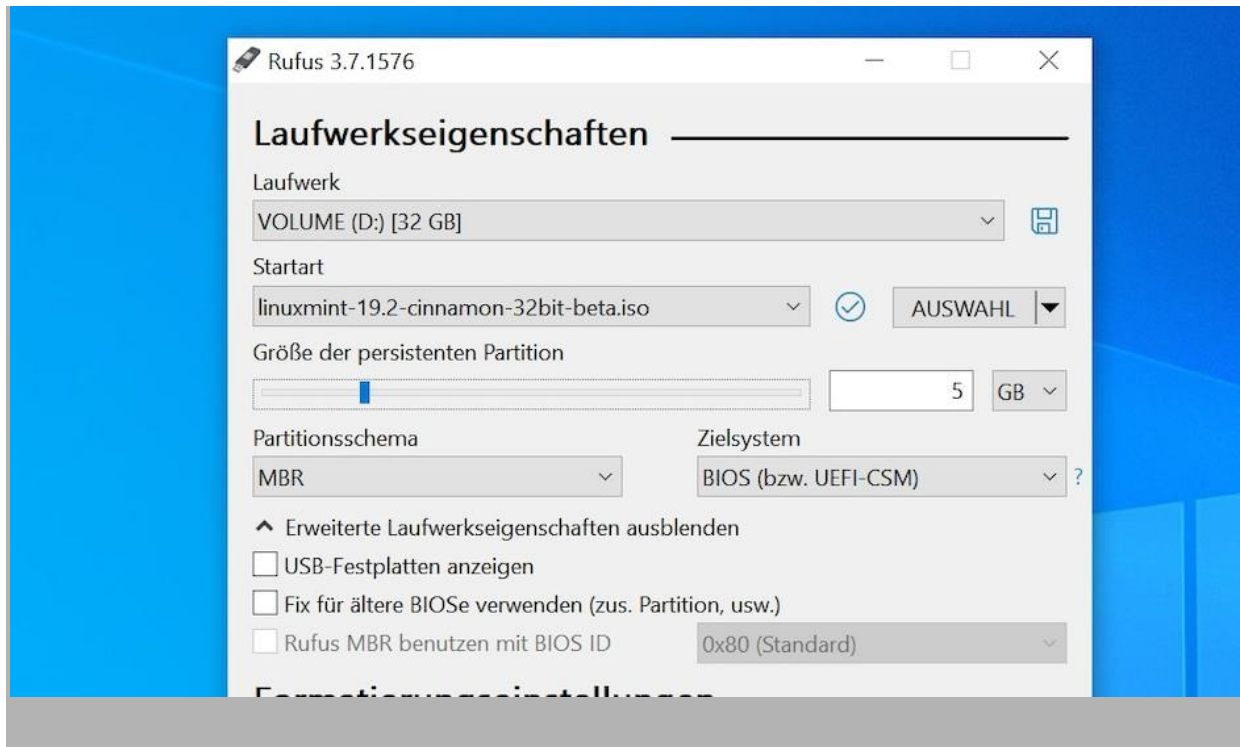 Rufus 3.7.1576
Laufwerkseigenschaften
Laufwerk
VOLUME (D:) [32 GB]
Startart
linuxmint-19.2-cinnamon-32bit-beta.iso
AUSWAHL
Größe der persistenten Partition
5 GB
Partitionsschema Zielsystem
MBR BIOS (bzw. UEFI-CSM) ?
Erweiterte Laufwerkseigenschaften ausblenden
USB-Festplatten anzeigen
Fix für ältere BIOSe verwenden (zus. Partition, usw.)
Rufus MBR benutzen mit BIOS ID 0x80 (Standard)
Formatierungseinstellungen